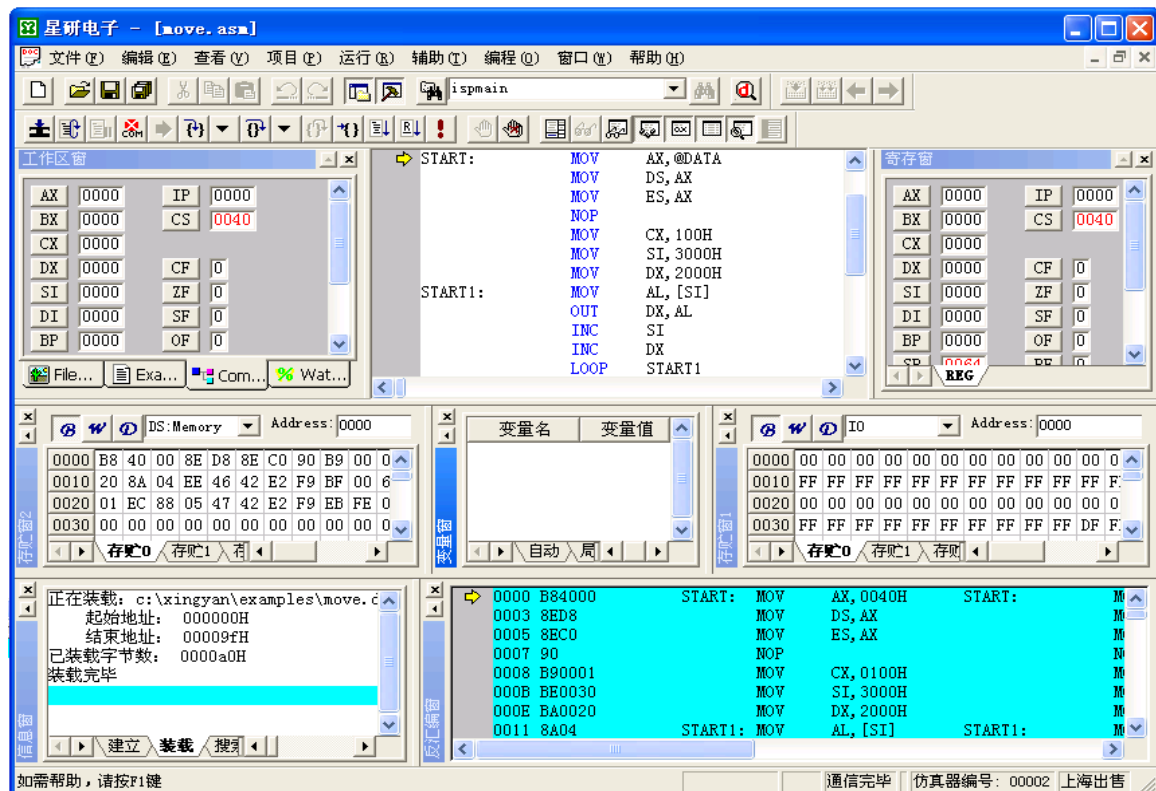 星研电子 - [move.asm]
文件(F) 编辑(E) 查看(V) 项目(P) 运行(R) 辅助(T) 编程(O) 窗口(W) 帮助(H)
ispmain
工作区窗
AX 0000 IP 0000
BX 0000 CS 0040
CX 0000
DX 0000 CF 0
SI 0000 ZF 0
DI 0000 SF 0
BP 0000 OF 0
File... Exa... Com... Wat...
START: MOV AX,@DATA
MOV DS,AX
MOV ES,AX
NOP
MOV CX,100H
MOV SI,3000H
MOV DX,2000H
START1: MOV AL,[SI]
OUT DX,AL
INC SI
INC DX
LOOP START1
寄存窗
AX 0000 IP 0000
BX 0000 CS 0040
CX 0000
DX 0000 CF 0
SI 0000 ZF 0
DI 0000 SF 0
BP 0000 OF 0
SP 0064 PF 0
REG
B W D DS:Memory Address: 0000
0000 B8 40 00 8E D8 8E C0 90 B9 00 0
0010 20 8A 04 EE 46 42 E2 F9 BF 00 6
0020 01 EC 88 05 47 42 E2 F9 EB FE 0
0030 00 00 00 00 00 00 00 00 00 00 0
存贮窗2
存贮0 存贮1 存
变量名 变量值
变量窗
自动 局
B W D IO Address: 0000
0000 00 00 00 00 00 00 00 00 00 00 0
0010 FF FF FF FF FF FF FF FF FF FF F
0020 00 00 00 00 00 00 00 00 00 00 0
0030 FF FF FF FF FF FF FF FF FF DF F
存贮窗1
存贮0 存贮1 存贮
正在装载: c:\xingyan\examples\move.d
起始地址: 000000H
结束地址: 00009fH
已装载字节数: 0000a0H
装载完毕
信息窗
建立 装载 搜索
0000 B84000 START: MOV AX,0040H START: M
0003 8ED8 MOV DS,AX M
0005 8EC0 MOV ES,AX M
0007 90 NOP N
0008 B90001 MOV CX,0100H M
000B BE0030 MOV SI,3000H M
000E BA0020 MOV DX,2000H M
0011 8A04 START1: MOV AL,[SI] START1: M
反汇编窗
如需帮助,请按F1键 通信完毕 仿真器编号: 00002 上海出售